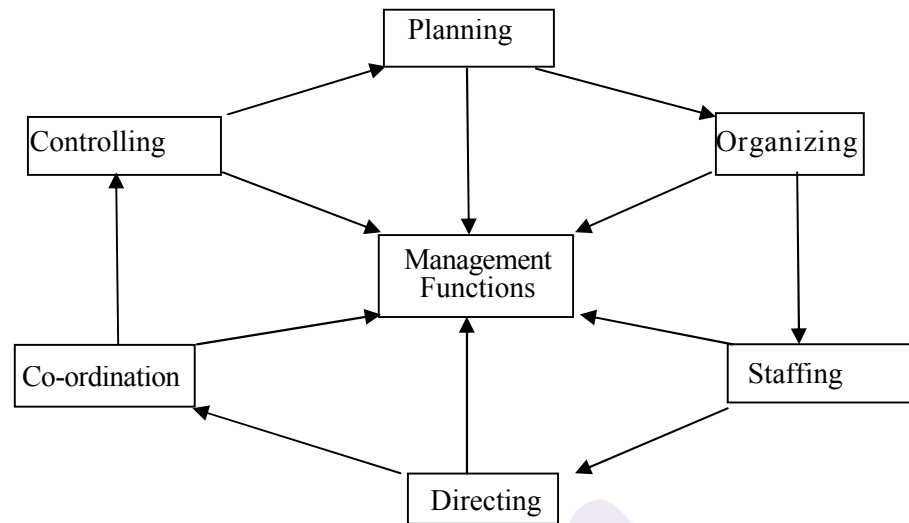 Planning
Controlling
Organizing
Management
Functions
Co-ordination
Staffing
Directing